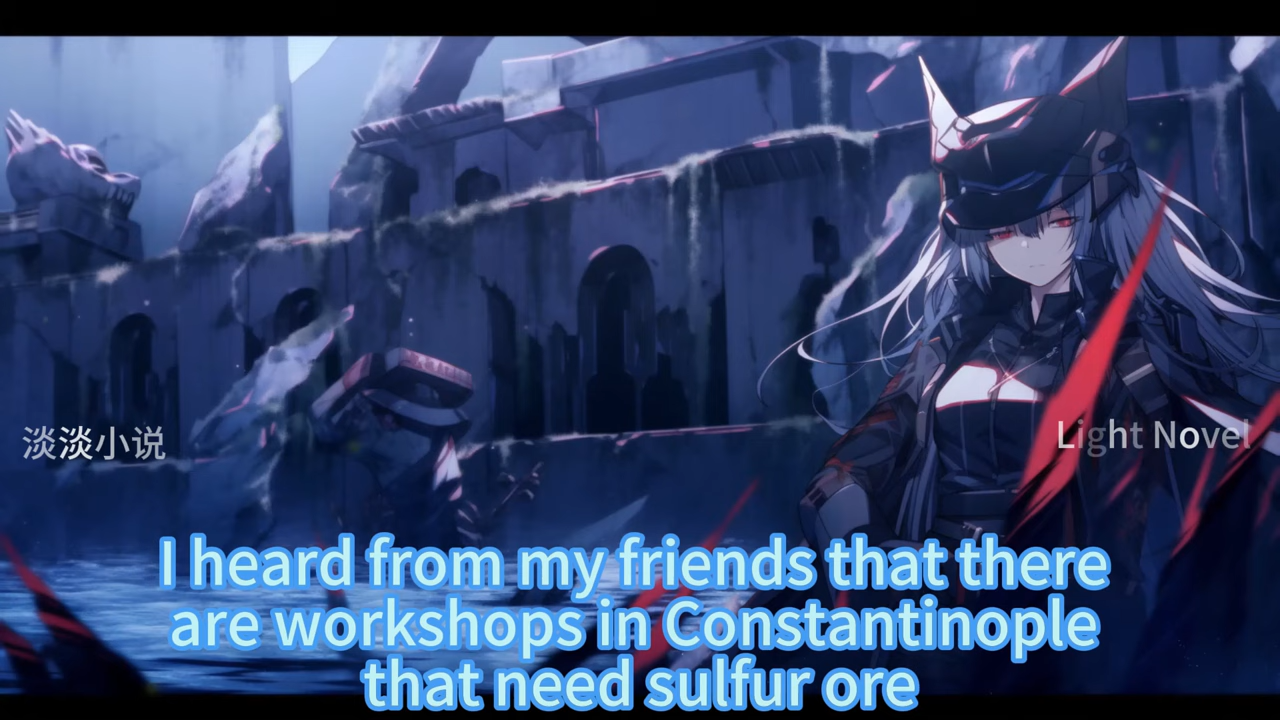 淡淡小说
Light Novel
I heard from my friends that there
are workshops in Constantinople
that need sulfur ore